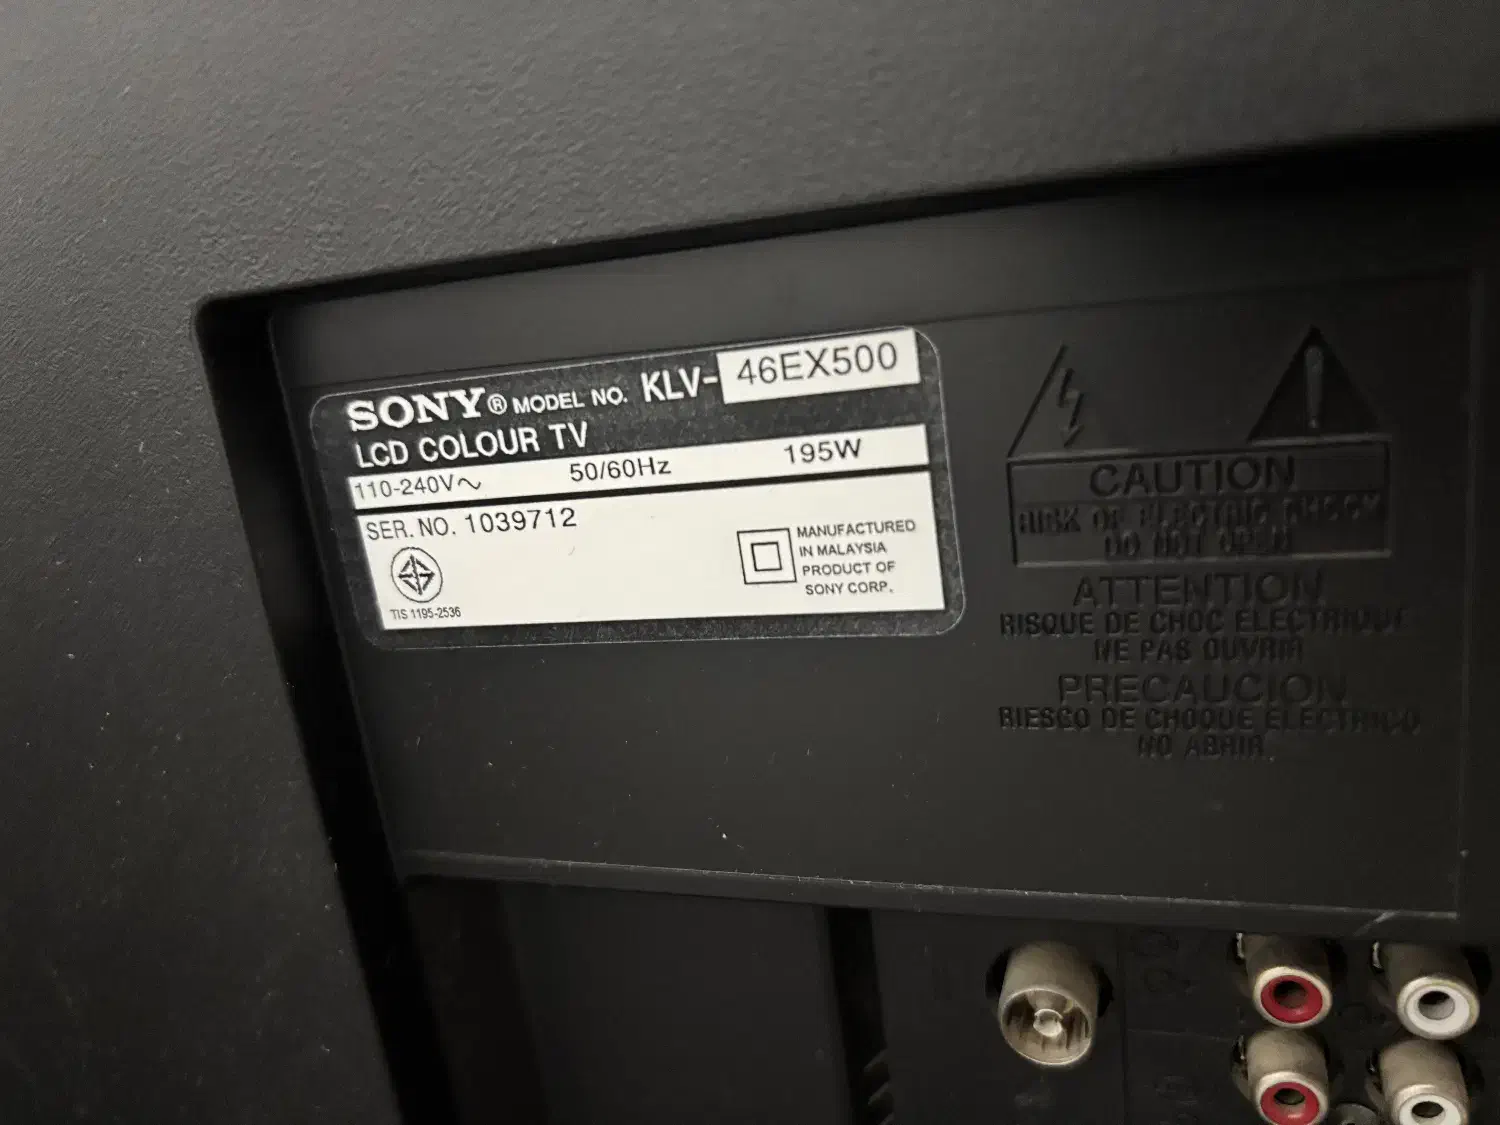 SONY® MODEL NO. KLV-46EX500
LCD COLOUR TV
110-240V~ 50/60Hz 195W
SER. NO. 1039712
TIS 1195-2536
MANUFACTURED
IN MALAYSIA
PRODUCT OF
SONY CORP.
CAUTION
RISK OF ELECTRIC SHOCK
DO NOT OPEN
ATTENTION
RISQUE DE CHOC ELECTRIQUE
NE PAS OUVRIR
PRECAUCION
RIESGO DE CHOQUE ELECTRICO
NO ABRIR.